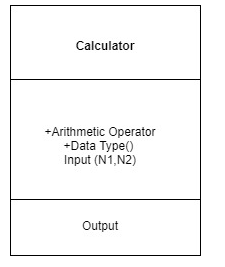 Calculator
+Arithmetic Operator
+Data Type()
Input (N1,N2)
Output